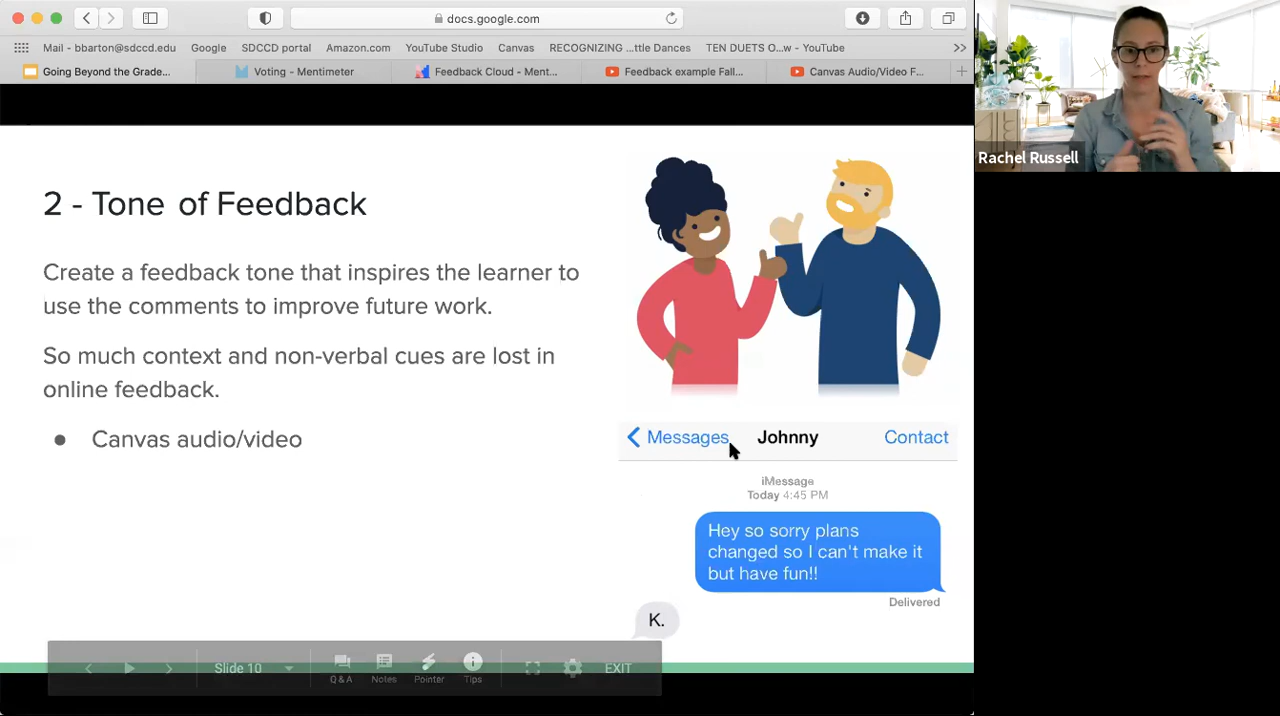 docs.google.com
Mail - bbarton@sdccd.edu Google SDCCD portal Amazon.com YouTube Studio Canvas RECOGNIZING ...ttle Dances TEN DUETS O...w - YouTube >>
Going Beyond the Grade... Voting - Mentimeter Feedback Cloud - Ment... Feedback example Fall... Canvas Audio/Video F...
Rachel Russell
2 - Tone of Feedback
Create a feedback tone that inspires the learner to
use the comments to improve future work.
So much context and non-verbal cues are lost in
online feedback.
● Canvas audio/video
Messages Johnny Contact
iMessage
Today 4:45 PM
Hey so sorry plans
changed so I can't make it
but have fun!!
Delivered
K.
Slide 10 Q & A Notes Pointer Tips EXIT